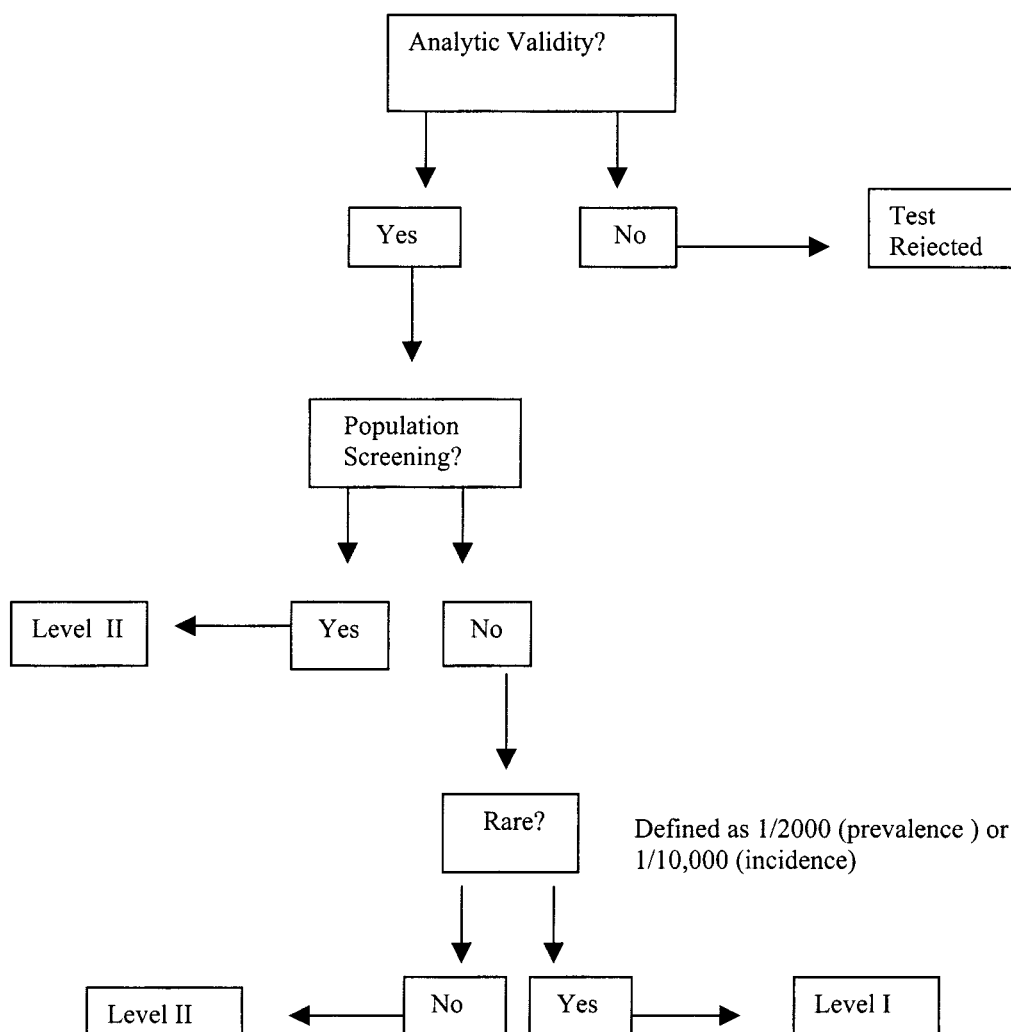 Analytic Validity?
Yes
No
Test
Rejected
Population
Screening?
Level II
Yes
No
Rare?
Defined as 1/2000 (prevalence ) or
1/10,000 (incidence)
Level II
No
Yes
Level I